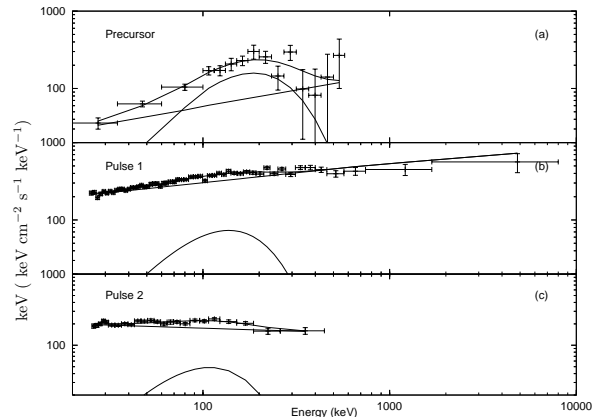 1000
Precursor
(a)
100
1000
Pulse 1
(b)
100
1000
Pulse 2
(c)
100
keV ( keV cm⁻² s⁻¹ keV⁻¹)
100 1000 10000
Energy (keV)